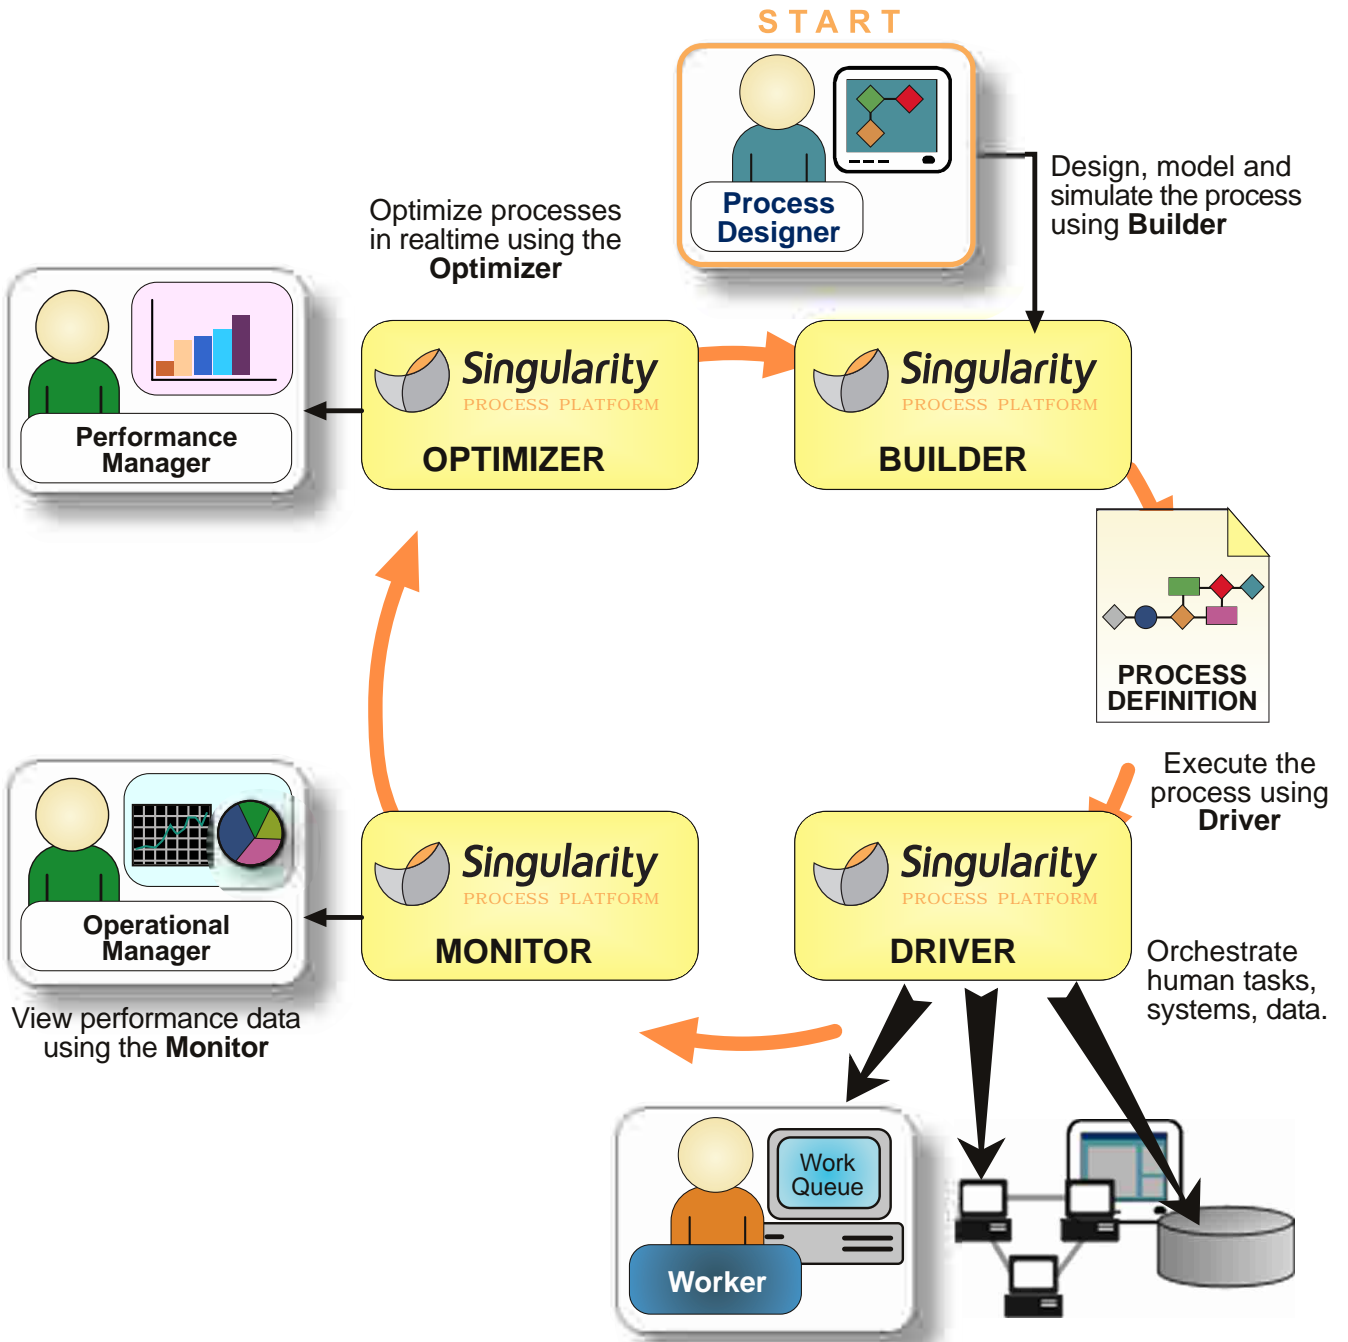 START
Process
Designer
Design, model and
simulate the process
using Builder
Optimize processes
in realtime using the
Optimizer
Performance
Manager
Singularity
PROCESS PLATFORM
OPTIMIZER
Singularity
PROCESS PLATFORM
BUILDER
PROCESS
DEFINITION
Execute the
process using
Driver
Operational
Manager
View performance data
using the Monitor
Singularity
PROCESS PLATFORM
MONITOR
Singularity
PROCESS PLATFORM
DRIVER
Orchestrate
human tasks,
systems, data.
Work
Queue
Worker